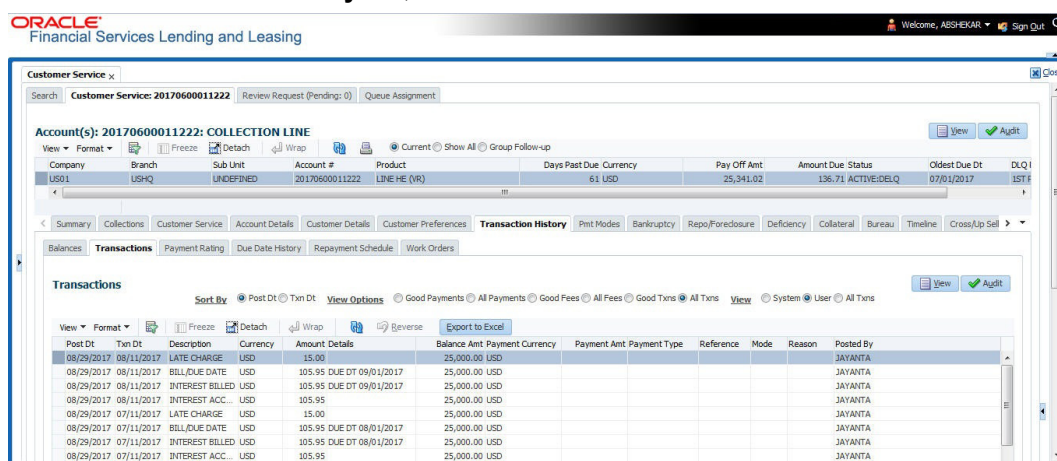 ORACLE
Welcome, ABSHEKAR Sign Out
Financial Services Lending and Leasing
Customer Service x
Search Customer Service: 20170600011222 Review Request (Pending: 0) Queue Assignment
Account(s): 20170600011222: COLLECTION LINE View Audit
View Format Freeze Detach Wrap Current Show All Group Follow-up
Company Branch Sub Unit Account # Product Days Past Due Currency Pay Off Amt Amount Due Status Oldest Due Dt
US01 USHQ UNDEFINED 20170600011222 LINE HE (VR) 61 USD 25,341.02 136.71 ACTIVE:DELQ 07/01/2017
Summary Collections Customer Service Account Details Customer Details Customer Preferences Transaction History Pmt Modes Bankruptcy Repo/Foreclosure Deficiency Collateral Bureau Timeline Cross/Up Sell
Balances Transactions Payment Rating Due Date History Repayment Schedule Work Orders
Transactions View Audit
Sort By Post Dt Txn Dt View Options Good Payments All Payments Good Fees All Fees Good Txns All Txns View System User All Txns
View Format Freeze Detach Wrap Reverse Export to Excel
Post Dt Txn Dt Description Currency Amount Details Balance Amt Payment Currency Payment Amt Payment Type Reference Mode Reason Posted By
08/29/2017 08/11/2017 LATE CHARGE USD 15.00 25,000.00 USD JAYANTA
08/29/2017 08/11/2017 BILL/DUE DATE USD 105.95 DUE DT 09/01/2017 25,000.00 USD JAYANTA
08/29/2017 08/11/2017 INTEREST BILLED USD 105.95 DUE DT 09/01/2017 25,000.00 USD JAYANTA
08/29/2017 08/11/2017 INTEREST ACC... USD 105.95 25,000.00 USD JAYANTA
08/29/2017 07/11/2017 LATE CHARGE USD 15.00 25,000.00 USD JAYANTA
08/29/2017 07/11/2017 BILL/DUE DATE USD 105.95 DUE DT 08/01/2017 25,000.00 USD JAYANTA
08/29/2017 07/11/2017 INTEREST BILLED USD 105.95 DUE DT 08/01/2017 25,000.00 USD JAYANTA
08/29/2017 07/11/2017 INTEREST ACC... USD 105.95 25,000.00 USD JAYANTA